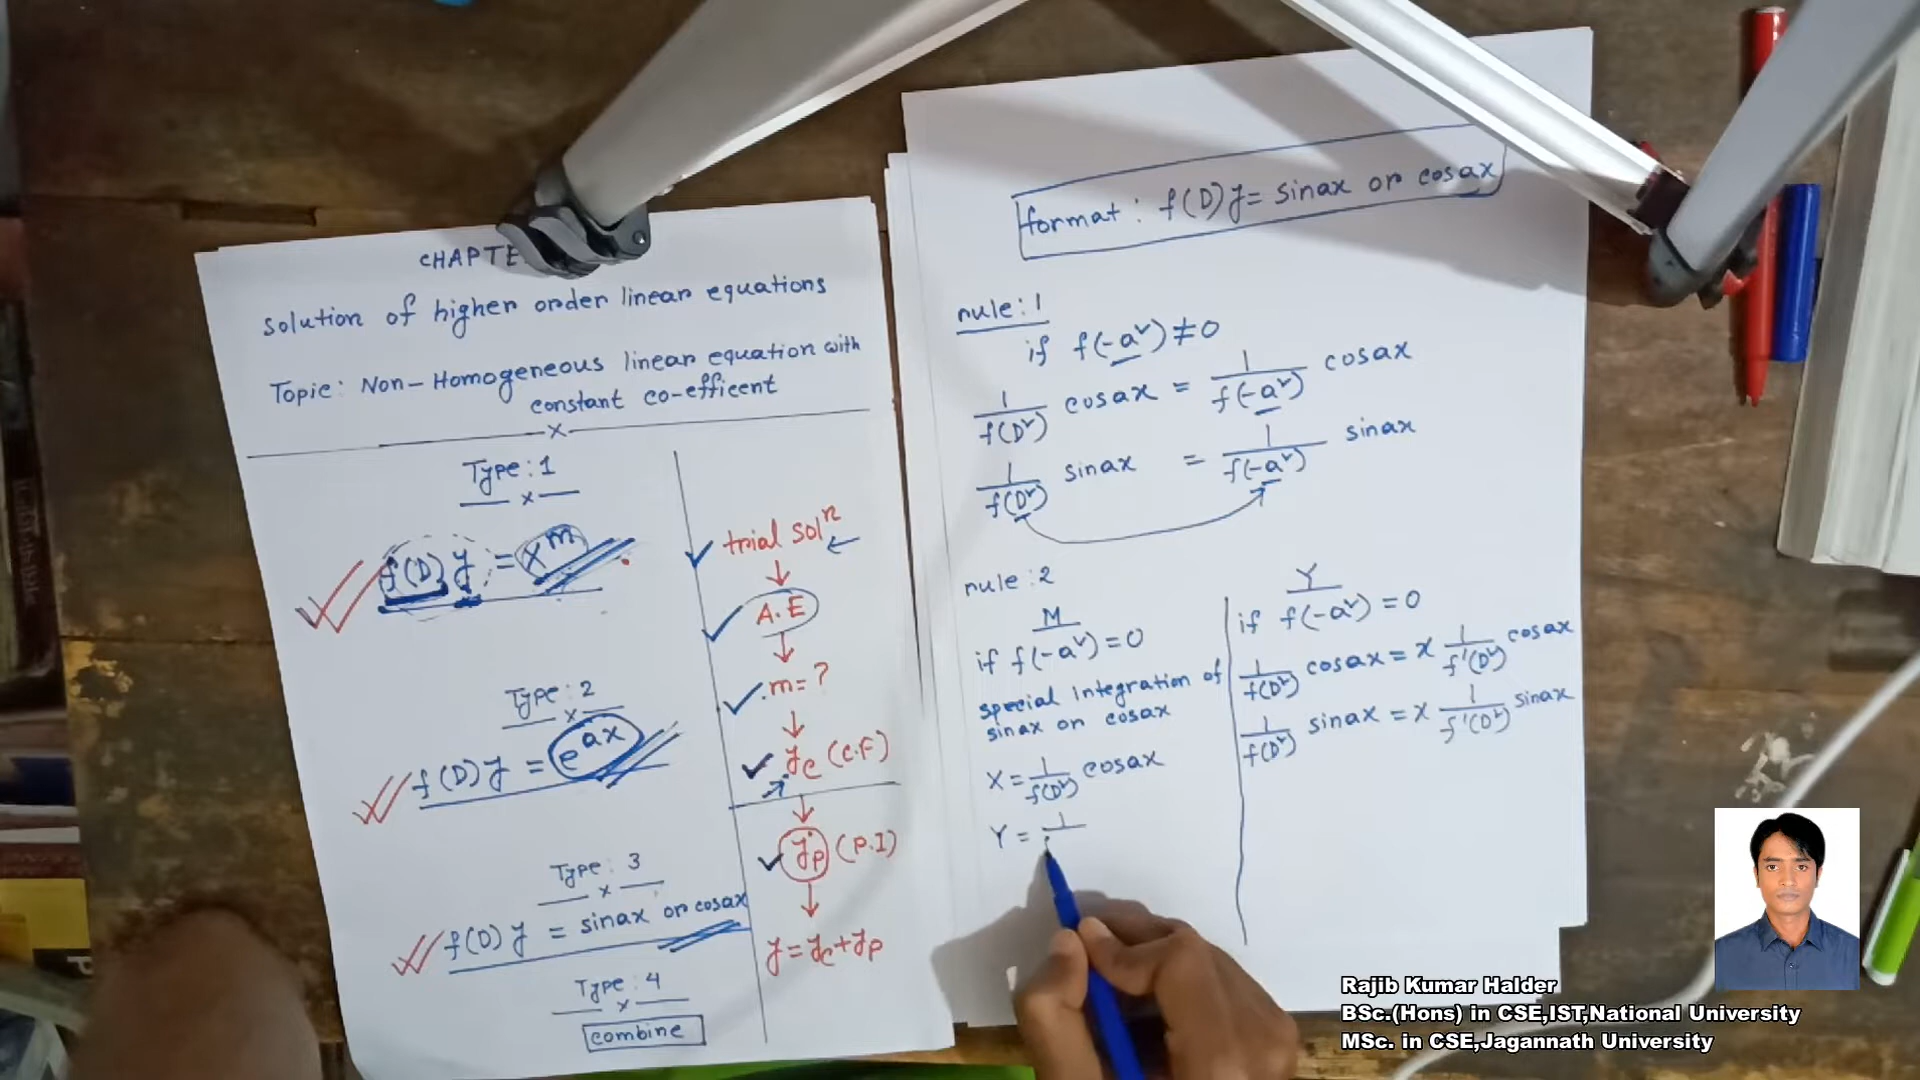 CHAPTE
solution of higher order linear equations
Topic: Non-Homogeneous linear equation with
constant co-efficent
x
Type: 1
x
f(D) y = x^m
Type: 2
x
f(D) y = e^ax
Type: 3
x
f(D) y = sinax or cosax
Type: 4
x
combine
trial sol^n
A.E
m=?
y_c (C.F)
y_p (P.I)
y = y_c + y_p
format: f(D)y = sinax or cosax
rule: 1
if f(-a²) ≠ 0
1/f(D²) cosax = 1/f(-a²) cosax
1/f(D²) sinax = 1/f(-a²) sinax
rule: 2
M
if f(-a²) = 0
special integration of
sinax or cosax
X = 1/f(D²) cosax
Y = 1/
Y
if f(-a²) = 0
1/f(D²) cosax = x 1/f'(D²) cosax
1/f(D²) sinax = x 1/f'(D²) sinax
Rajib Kumar Halder
BSc.(Hons) in CSE,IST,National University
MSc. in CSE,Jagannath University